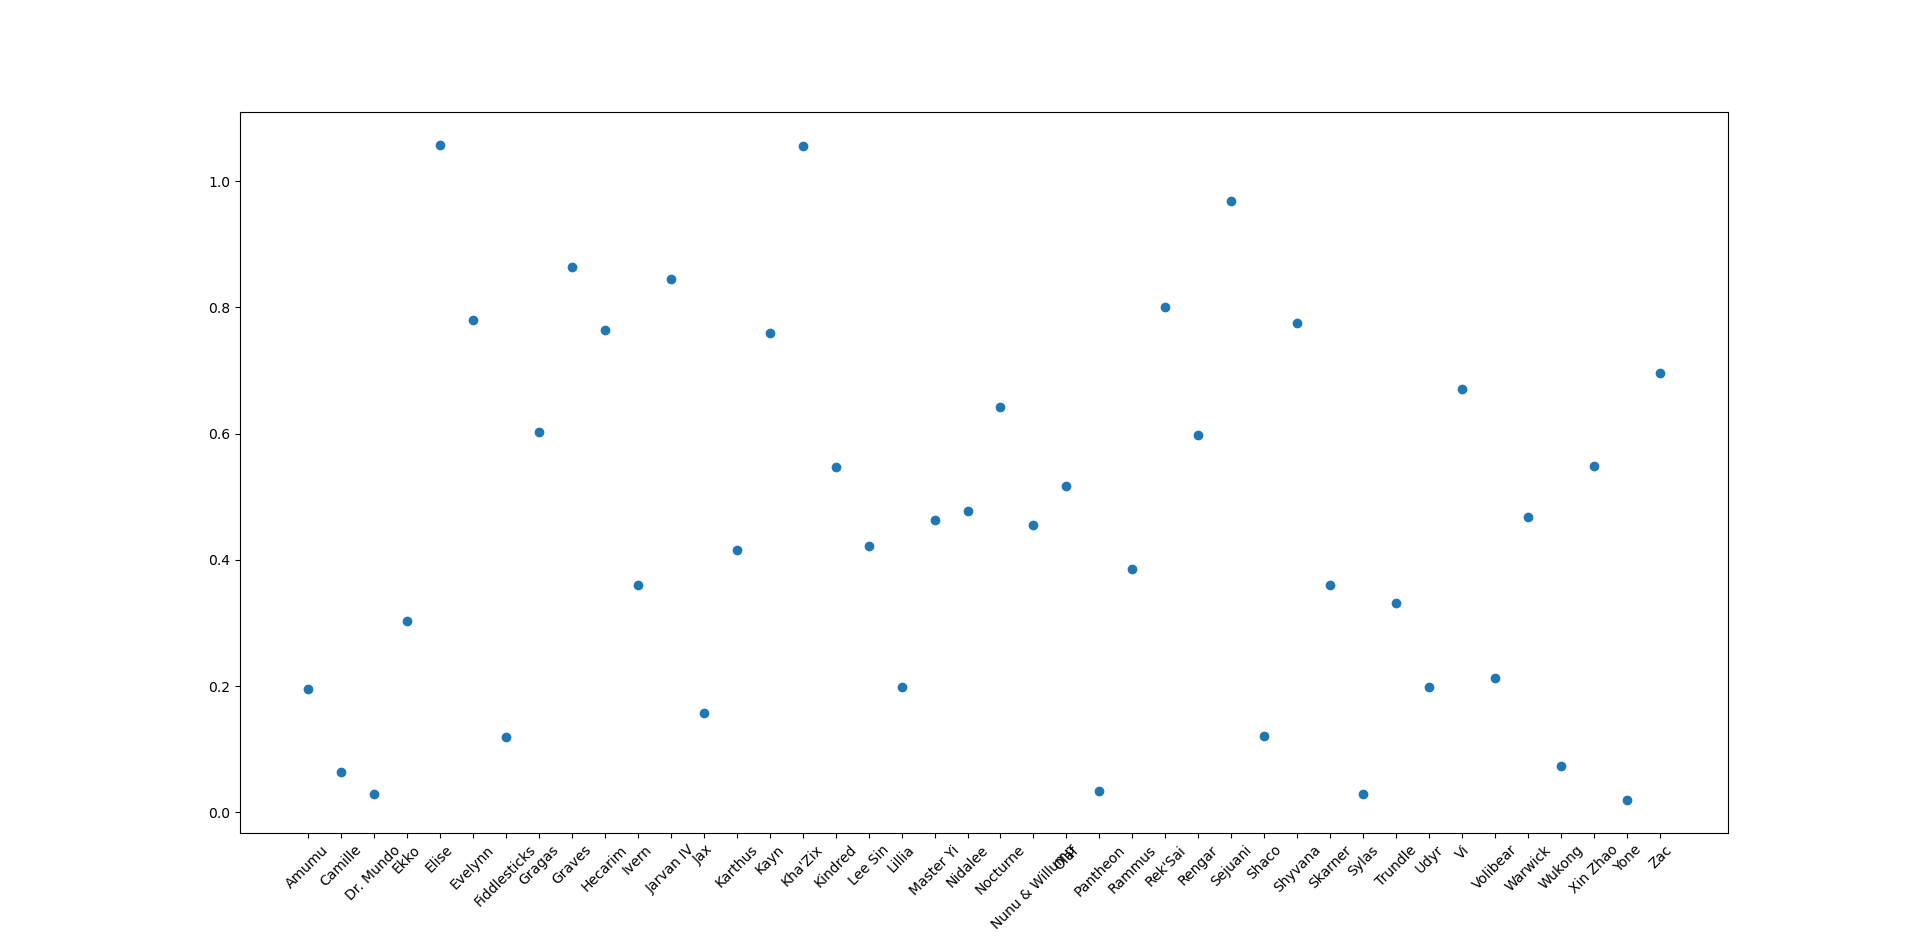 1.0
0.8
0.6
0.4
0.2
0.0
Amumu
Camille
Dr. Mundo
Ekko
Elise
Evelynn
Fiddlesticks
Gragas
Graves
Hecarim
Ivern
Jarvan IV
Jax
Karthus
Kayn
Kha'Zix
Kindred
Lee Sin
Lillia
Master Yi
Nidalee
Nocturne
Nunu & Willump
Olaf
Pantheon
Rammus
Rek'Sai
Rengar
Sejuani
Shaco
Shyvana
Skarner
Sylas
Trundle
Udyr
Vi
Volibear
Warwick
Wukong
Xin Zhao
Yone
Zac